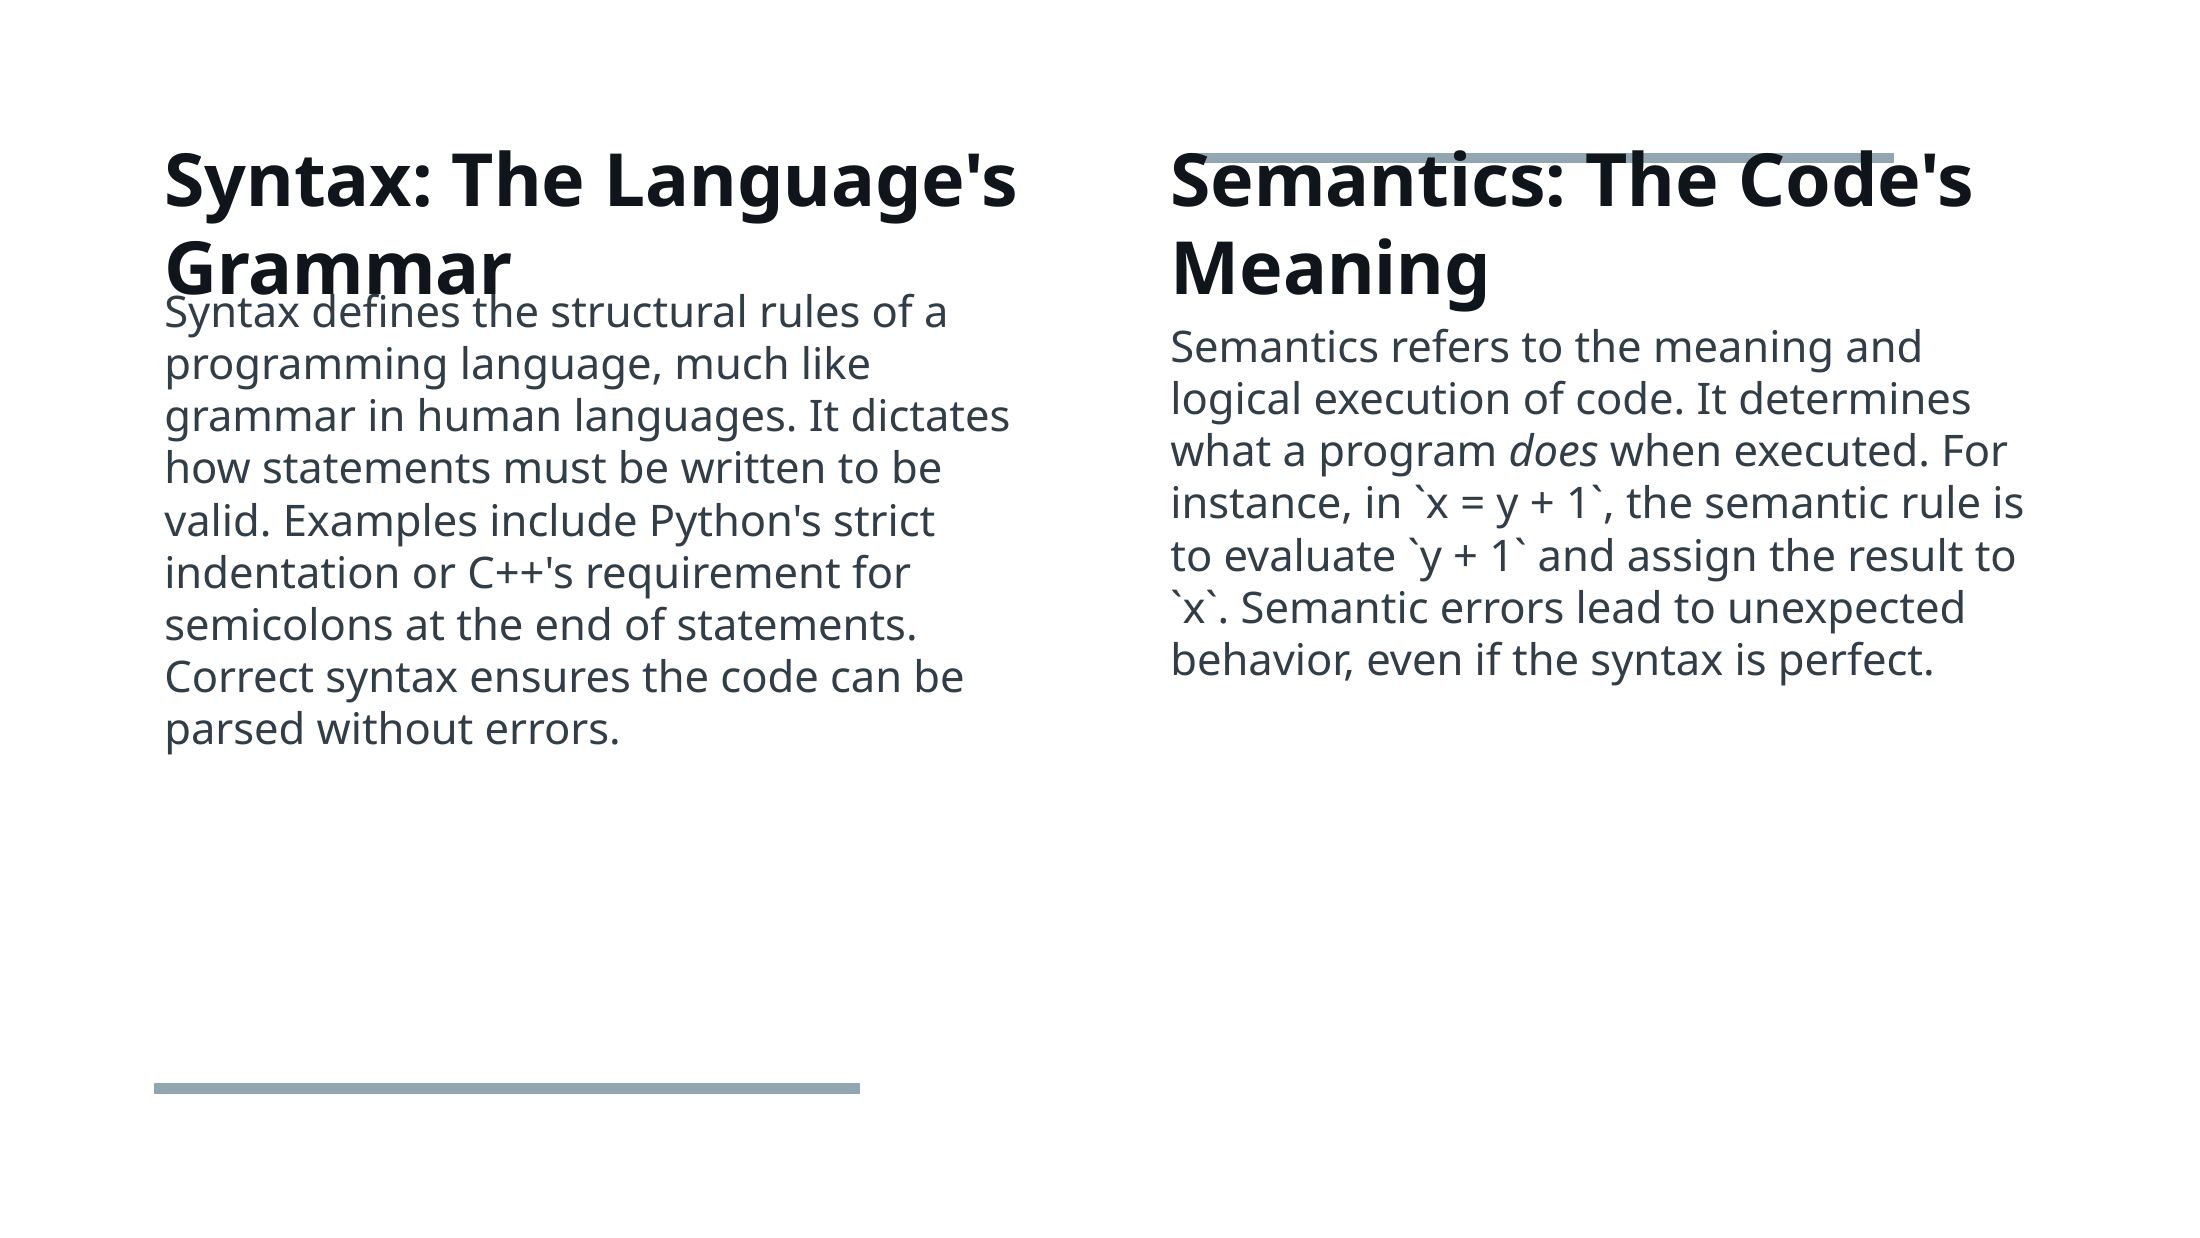 Syntax: The Language's
Grammar
Syntax defines the structural rules of a
programming language, much like
grammar in human languages. It dictates
how statements must be written to be
valid. Examples include Python's strict
indentation or C++'s requirement for
semicolons at the end of statements.
Correct syntax ensures the code can be
parsed without errors.
Semantics: The Code's
Meaning
Semantics refers to the meaning and
logical execution of code. It determines
what a program does when executed. For
instance, in `x = y + 1`, the semantic rule is
to evaluate `y + 1` and assign the result to
`x`. Semantic errors lead to unexpected
behavior, even if the syntax is perfect.